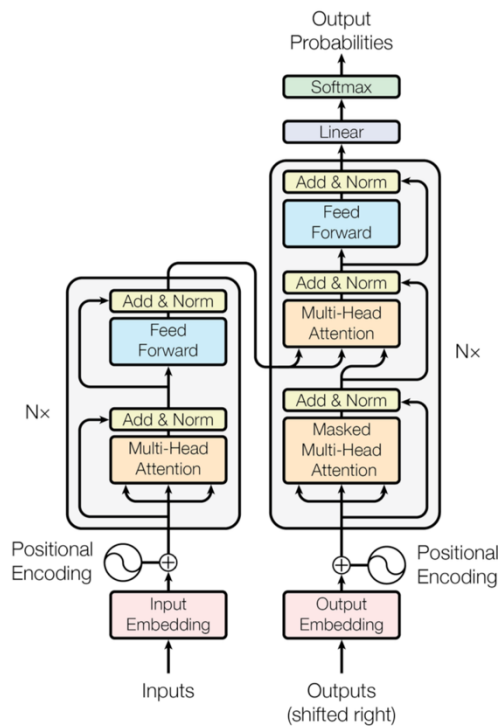 Output
Probabilities
Softmax
Linear
Add & Norm
Feed
Forward
Add & Norm
Multi-Head
Attention
Nx
Add & Norm
Masked
Multi-Head
Attention
Add & Norm
Feed
Forward
Nx
Add & Norm
Multi-Head
Attention
Positional
Encoding
Positional
Encoding
Input
Embedding
Output
Embedding
Inputs
Outputs
(shifted right)